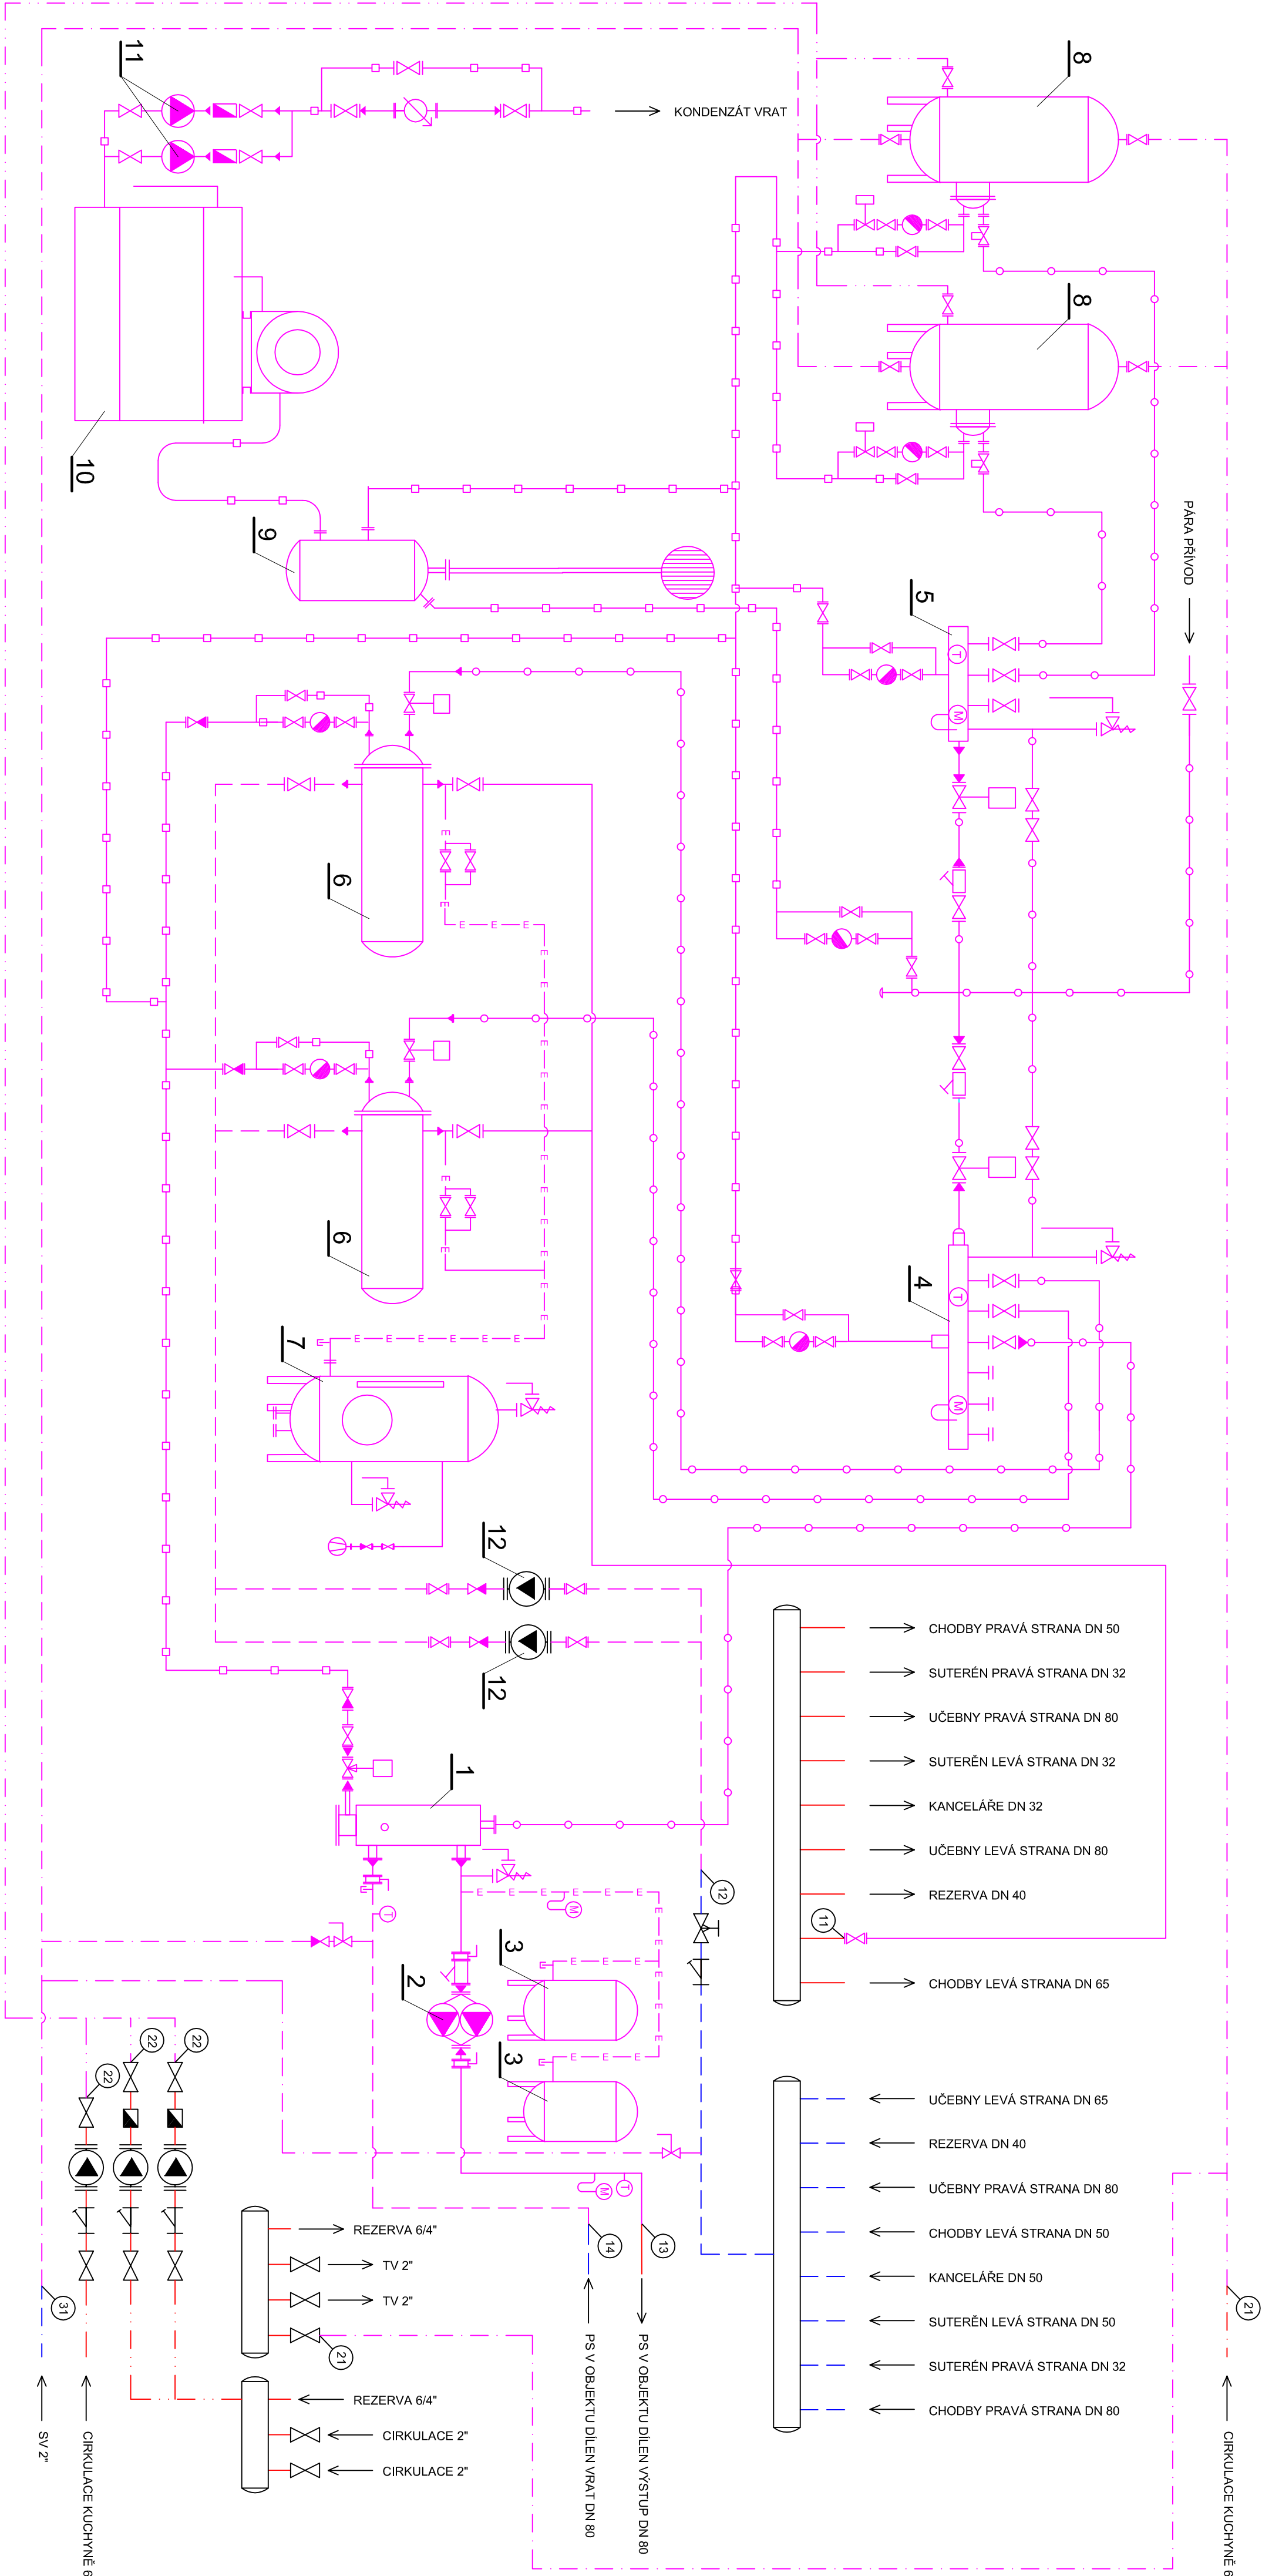 11
KONDENZÁT VRAT
8
8
10
9
PÁRA PŘÍVOD
5
T
M
6
6
4
T
M
7
12
12
1
CHODBY PRAVÁ STRANA DN 50
SUTERÉN PRAVÁ STRANA DN 32
UČEBNY PRAVÁ STRANA DN 80
SUTERĚN LEVÁ STRANA DN 32
KANCELÁŘE DN 32
UČEBNY LEVÁ STRANA DN 80
REZERVA DN 40
11
CHODBY LEVÁ STRANA DN 65
12
M
T
3
2
3
22
22
22
UČEBNY LEVÁ STRANA DN 65
REZERVA DN 40
UČEBNY PRAVÁ STRANA DN 80
CHODBY LEVÁ STRANA DN 50
KANCELÁŘE DN 50
SUTERĚN LEVÁ STRANA DN 50
SUTERÉN PRAVÁ STRANA DN 32
CHODBY PRAVÁ STRANA DN 80
M
T
14
13
PS V OBJEKTU DÍLEN VRAT DN 80
PS V OBJEKTU DÍLEN VÝSTUP DN 80
REZERVA 6/4"
TV 2"
TV 2"
21
REZERVA 6/4"
CIRKULACE 2"
CIRKULACE 2"
31
SV 2"
CIRKULACE KUCHYNĚ 6
21
CIRKULACE KUCHYNĚ 6